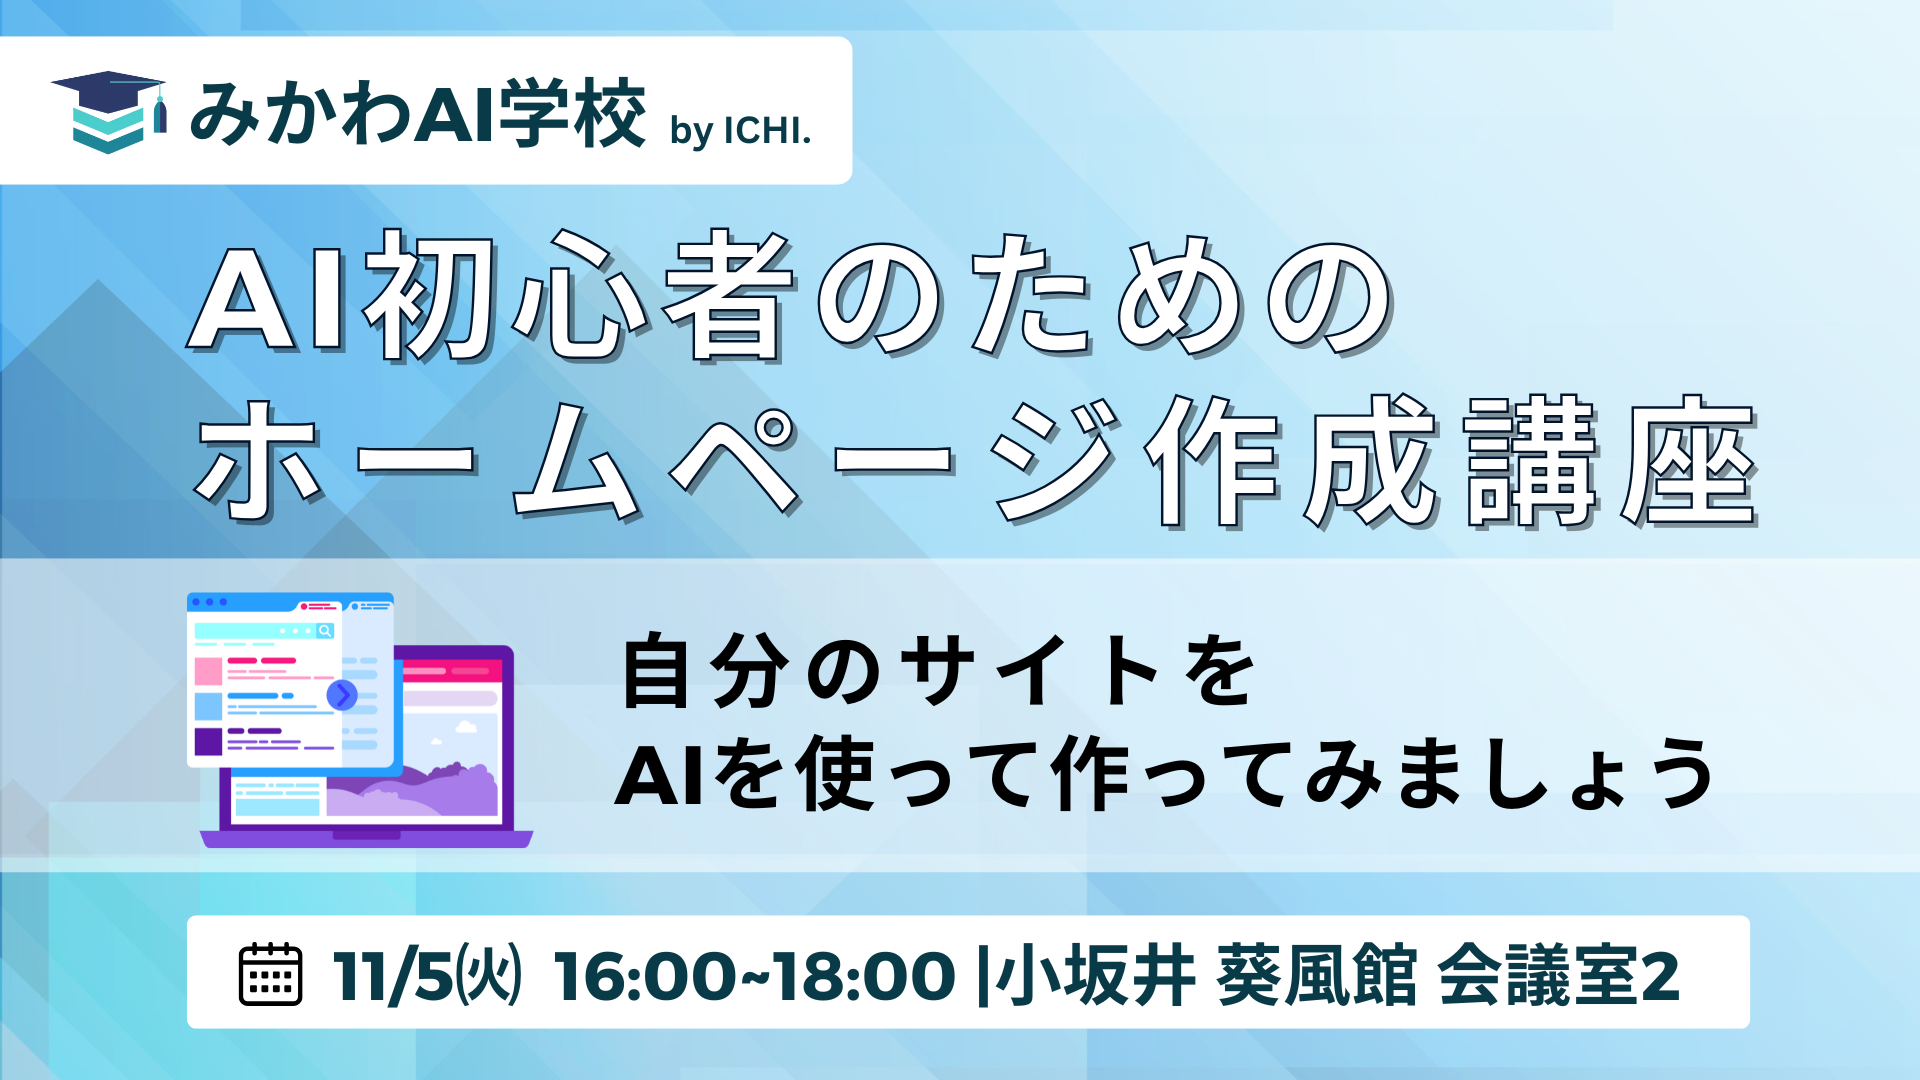 みかわAI学校 by ICHI.
AI初心者のための
ホームページ作成講座
自分のサイトを
AIを使って作ってみましょう
11/5㈫ 16:00~18:00 |小坂井 葵風館 会議室2